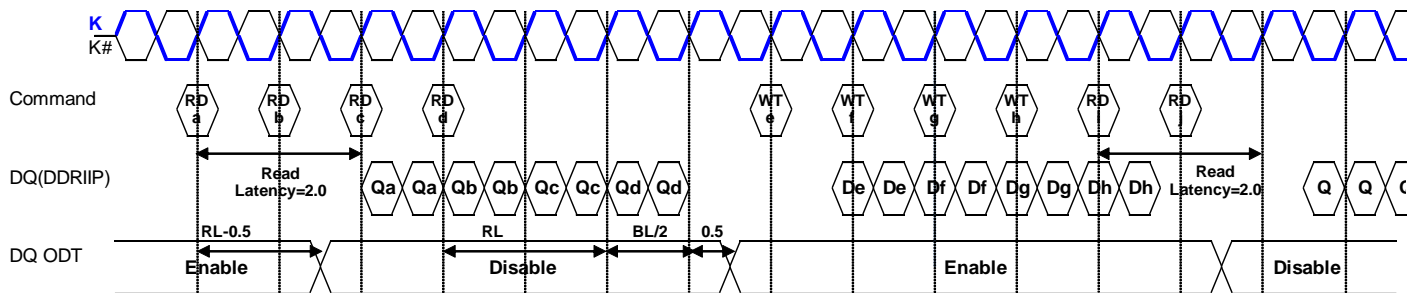 K
K#
Command
RD a
RD b
RD c
RD d
WT e
WT f
WT g
WT h
RD i
RD j
DQ(DDRIIP)
Read
Latency=2.0
Qa Qa Qb Qb Qc Qc Qd Qd
De De Df Df Dg Dg Dh Dh
Read
Latency=2.0
Q Q
DQ ODT
RL-0.5
RL
BL/2
0.5
Enable
Disable
Enable
Disable